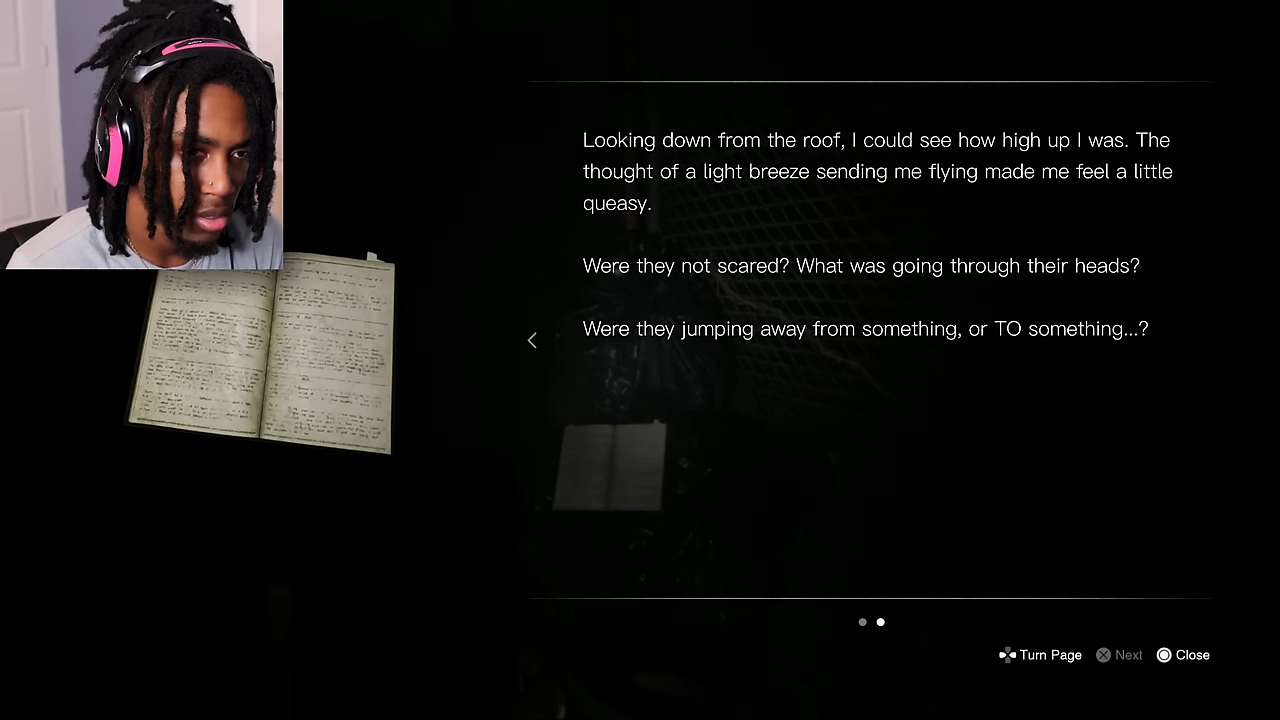 Looking down from the roof, I could see how high up I was. The
thought of a light breeze sending me flying made me feel a little
queasy.
Were they not scared? What was going through their heads?
Were they jumping away from something, or TO something...?
Turn Page
Next
Close